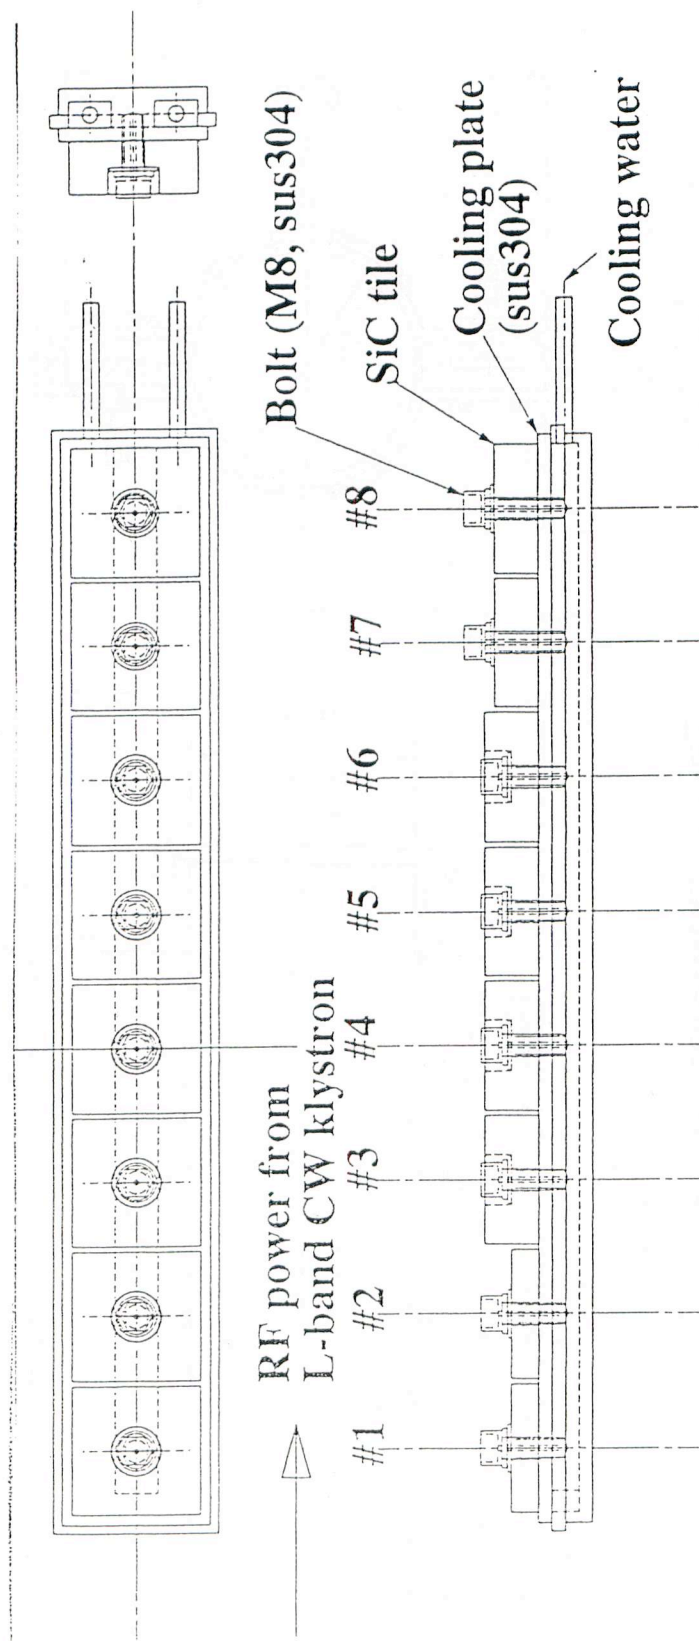 Bolt (M8, sus304)
SiC tile
Cooling plate
(sus304)
Cooling water
RF power from
L-band CW klystron
#1
#2
#3
#4
#5
#6
#7
#8